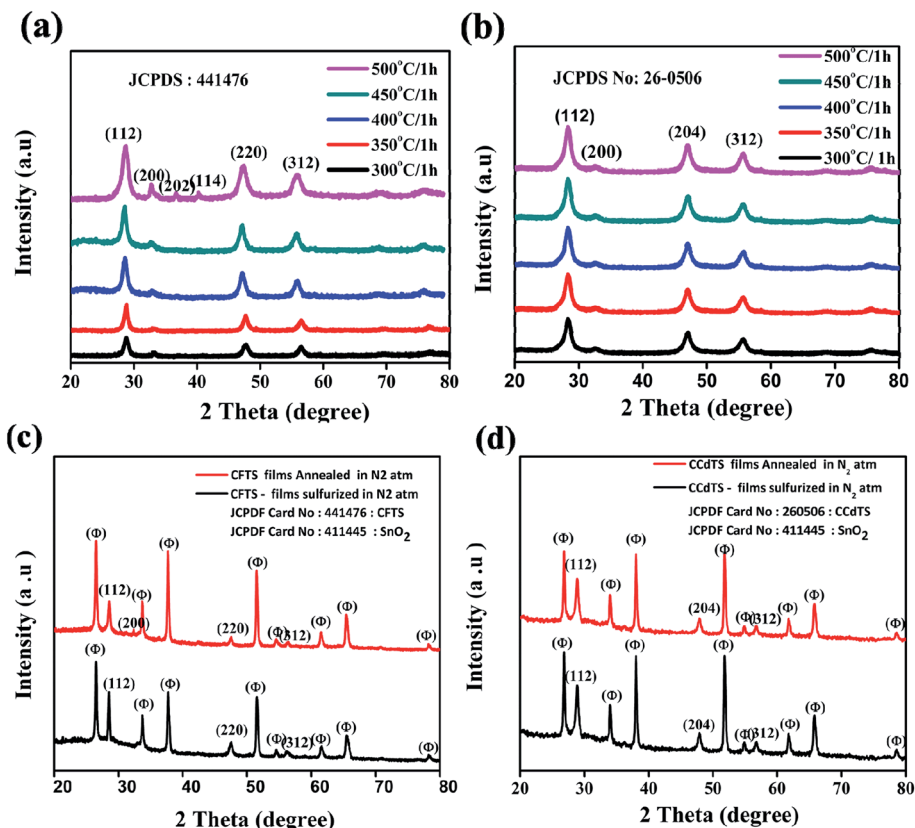 (a)
JCPDS : 441476
500°C/1h
450°C/1h
400°C/1h
350°C/1h
300°C/1h
(112)
(200)
(202)
(114)
(220)
(312)
Intensity (a.u)
20 30 40 50 60 70 80
2 Theta (degree)
(b)
JCPDS No: 26-0506
500°C/1h
450°C/1h
400°C/1h
350°C/1h
300°C/ 1h
(112)
(200)
(204)
(312)
Intensity (a.u)
20 30 40 50 60 70 80
2 Theta (degree)
(c)
CFTS films Annealed in N2 atm
CFTS - films sulfurized in N2 atm
JCPDF Card No : 441476 : CFTS
JCPDF Card No : 411445 : SnO₂
(Φ) (112) (200) (Φ) (Φ) (220) (Φ) (Φ) (312) (Φ) (Φ) (Φ)
(Φ) (112) (Φ) (Φ) (220) (Φ) (Φ) (312) (Φ) (Φ) (Φ)
Intensity (a .u)
20 30 40 50 60 70 80
2 Theta (degree)
(d)
CCdTS films Annealed in N₂ atm
CCdTS - films sulfurized in N₂ atm
JCPDF Card No : 260506 : CCdTS
JCPDF Card No : 411445 : SnO₂
(Φ) (112) (Φ) (Φ) (204) (Φ) (Φ) (312) (Φ) (Φ) (Φ)
(Φ) (112) (Φ) (Φ) (204) (Φ) (Φ) (312) (Φ) (Φ) (Φ)
Intensity (a .u)
20 30 40 50 60 70 80
2 Theta (degree)